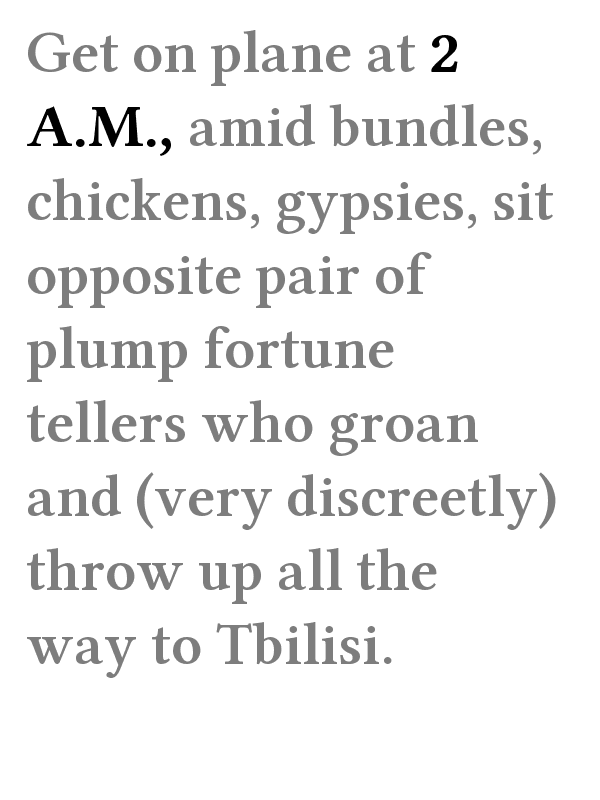 Get on plane at 2
A.M., amid bundles,
chickens, gypsies, sit
opposite pair of
plump fortune
tellers who groan
and (very discreetly)
throw up all the
way to Tbilisi.